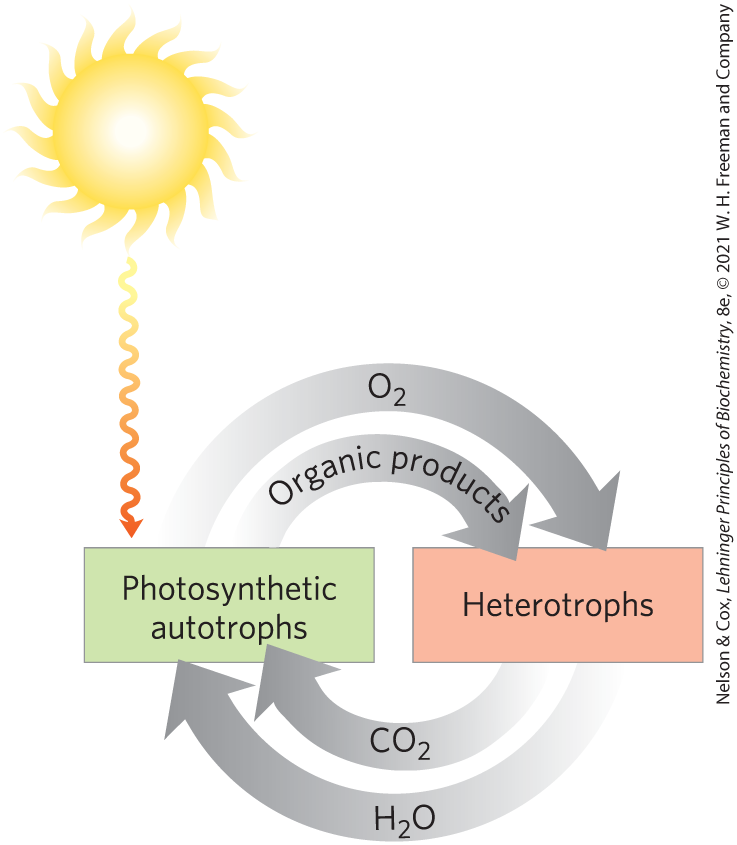 O₂
Organic products
Photosynthetic
autotrophs
Heterotrophs
CO₂
H₂O
Nelson & Cox, Lehninger Principles of Biochemistry, 8e, © 2021 W. H. Freeman and Company